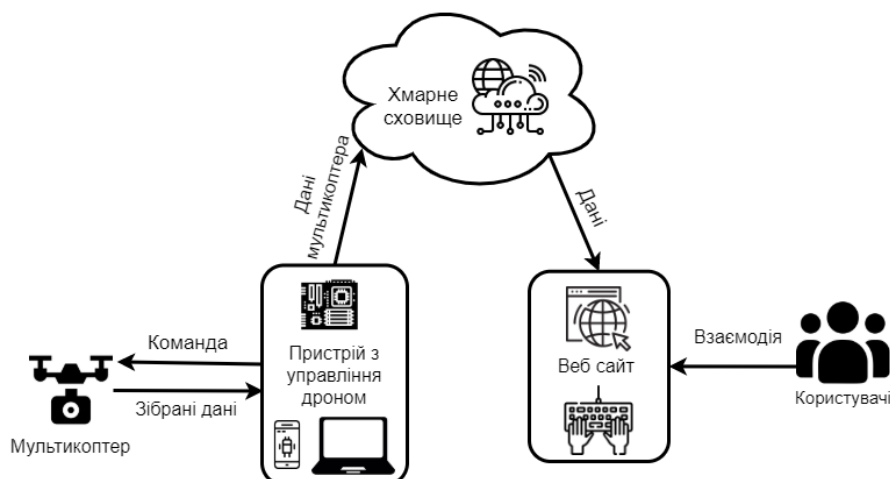 Хмарне
сховище
Дані
мультикоптера
Дані
Пристрій з
управління
дроном
Команда
Зібрані дані
Мультикоптер
Веб сайт
Взаємодія
Користувачі